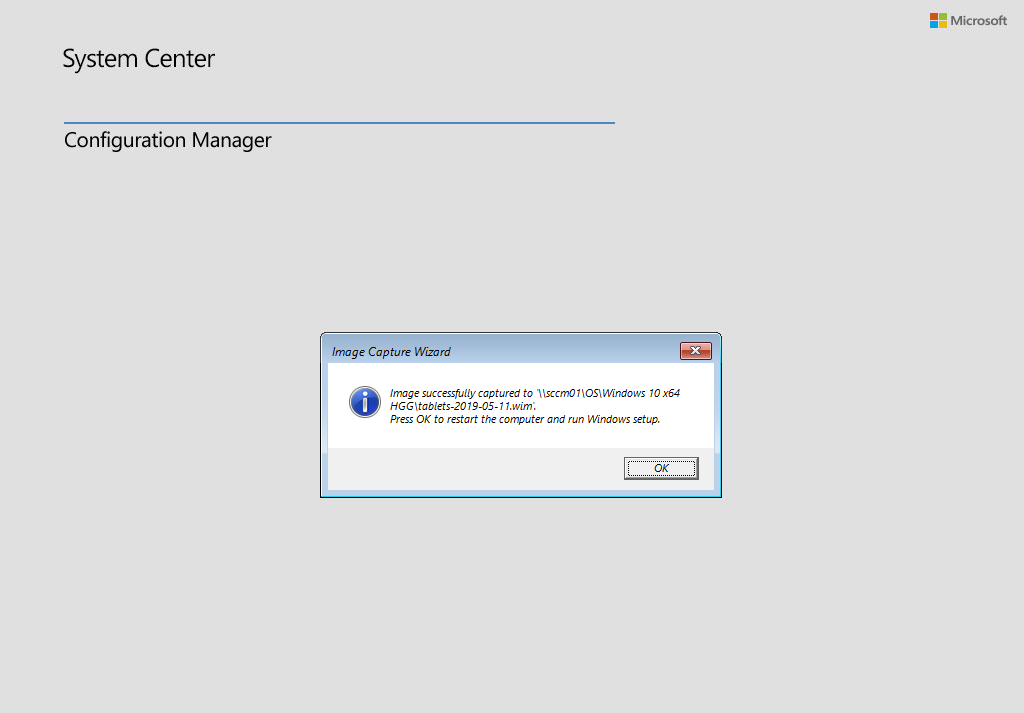 Microsoft
System Center
Configuration Manager
Image Capture Wizard
Image successfully captured to '\\sccm01\OS\Windows 10 x64
HGG\tablets-2019-05-11.wim'.
Press OK to restart the computer and run Windows setup.
OK